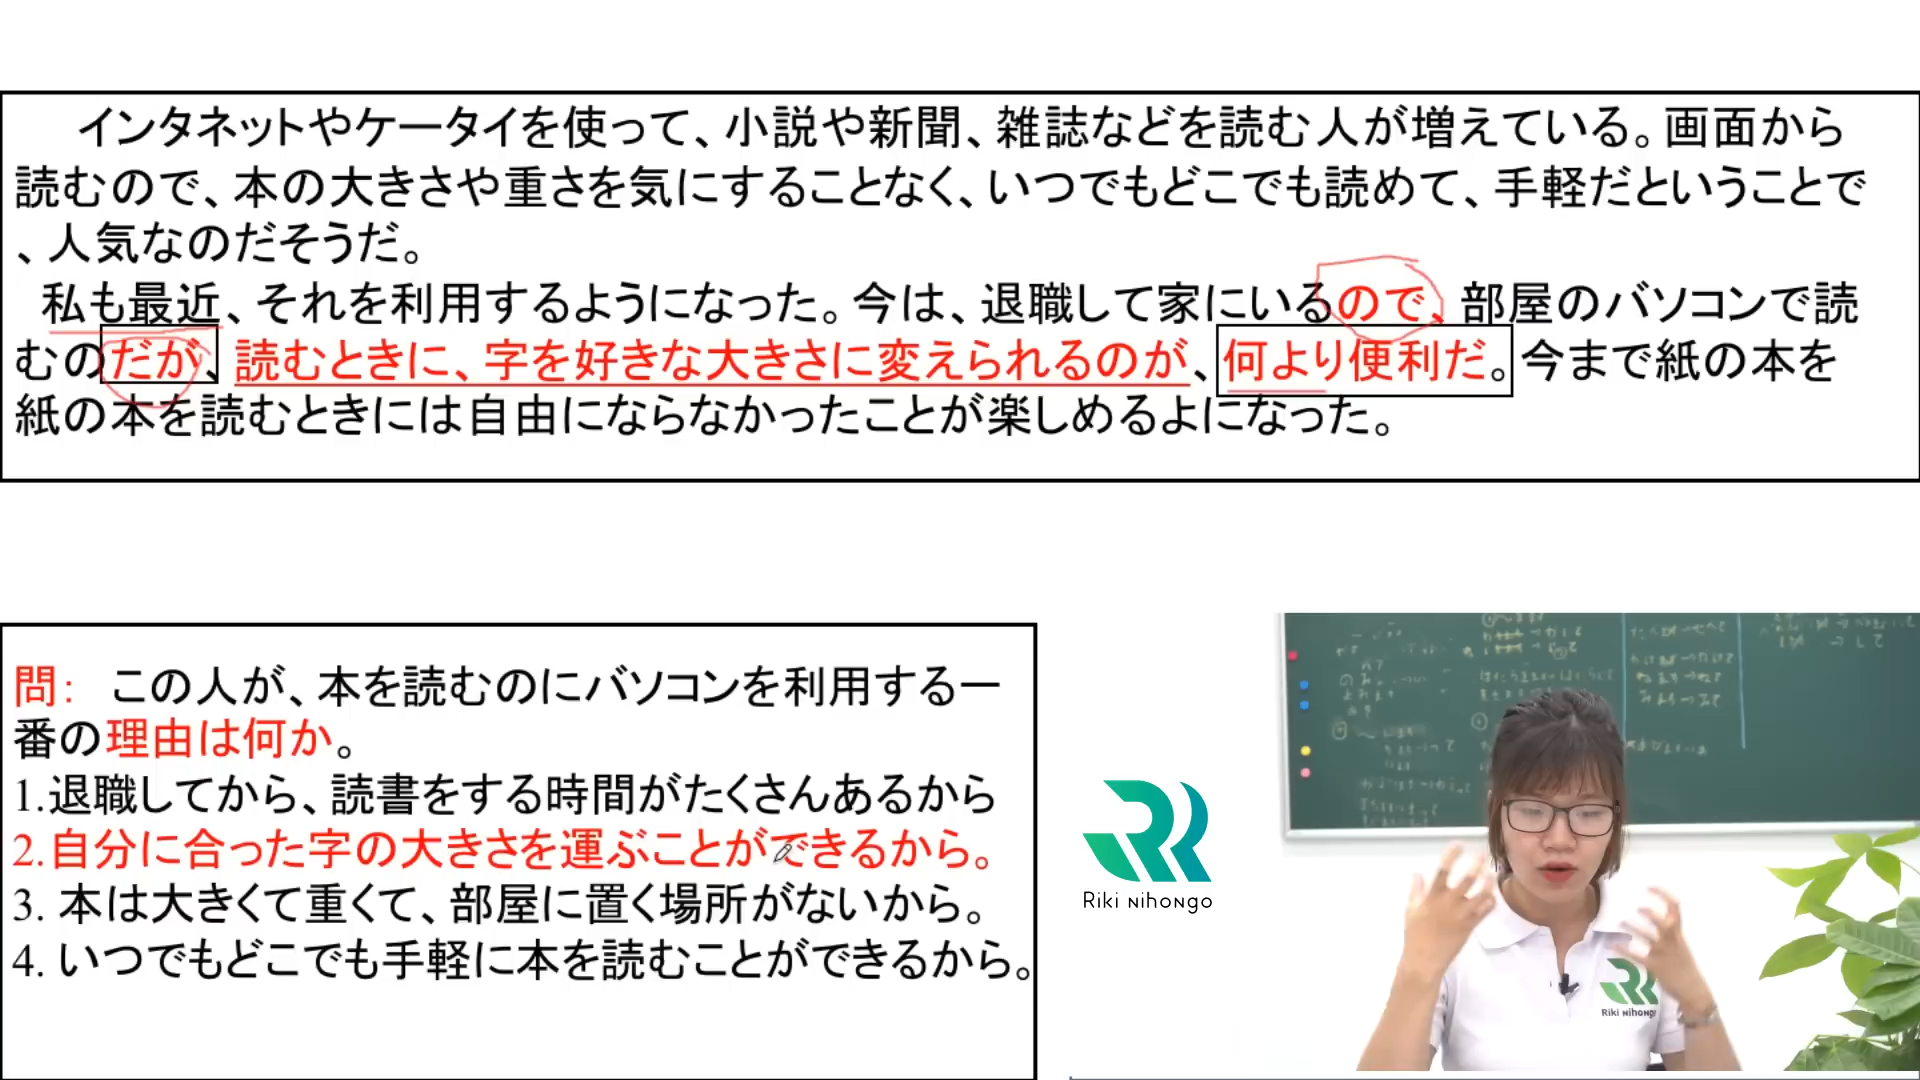 インタネットやケータイを使って、小説や新聞、雑誌などを読む人が増えている。画面から
読むので、本の大きさや重さを気にすることなく、いつでもどこでも読めて、手軽だということで
、人気なのだそうだ。
私も最近、それを利用するようになった。今は、退職して家にいるので、部屋のバソコンで読
むのだが、読むときに、字を好きな大きさに変えられるのが、何より便利だ。今まで紙の本を
紙の本を読むときには自由にならなかったことが楽しめるよになった。
問： この人が、本を読むのにバソコンを利用する一
番の理由は何か。
1.退職してから、読書をする時間がたくさんあるから
2.自分に合った字の大きさを運ぶことができるから。
3. 本は大きくて重くて、部屋に置く場所がないから。
4. いつでもどこでも手軽に本を読むことができるから。
Riki NiHoNgo
Riki NiHoNgo